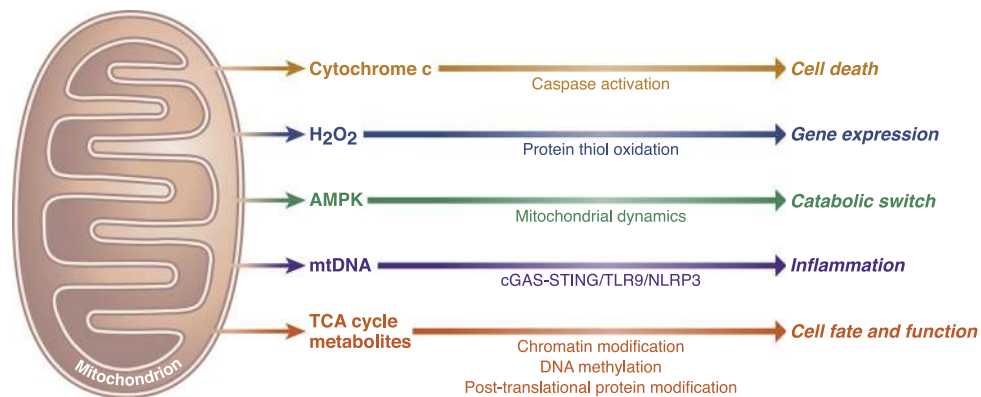 Cytochrome c
Caspase activation
Cell death
H₂O₂
Protein thiol oxidation
Gene expression
AMPK
Mitochondrial dynamics
Catabolic switch
mtDNA
cGAS-STING/TLR9/NLRP3
Inflammation
TCA cycle
metabolites
Chromatin modification
DNA methylation
Post-translational protein modification
Cell fate and function
Mitochondrion